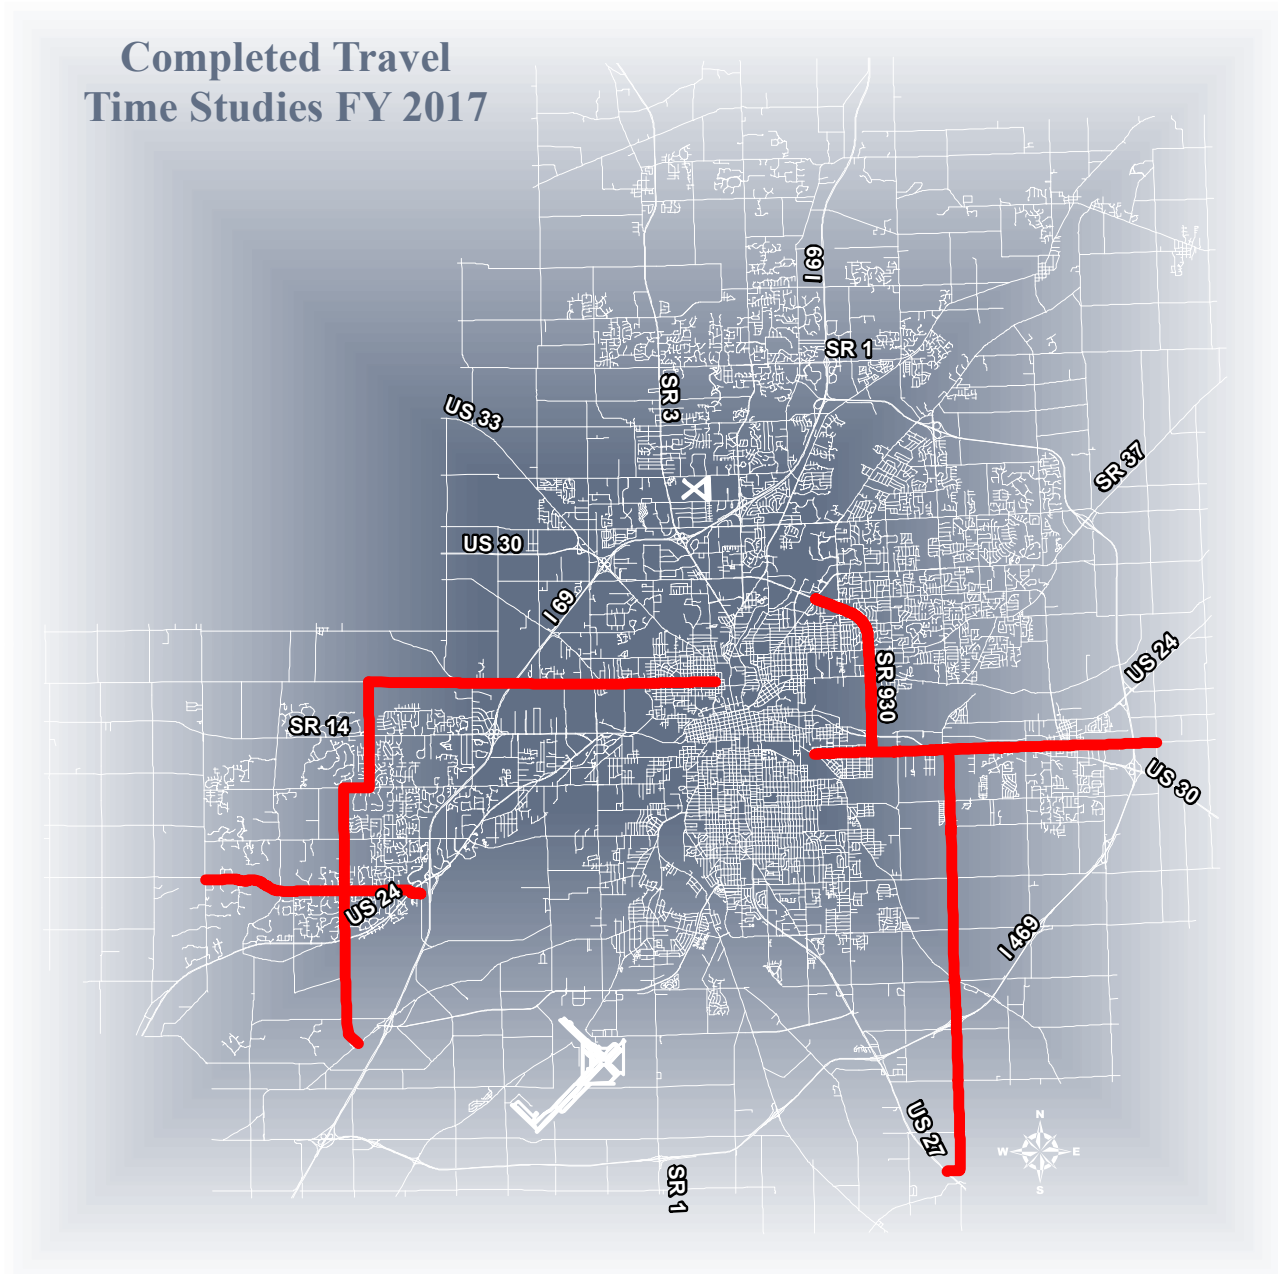 Completed Travel
Time Studies FY 2017
I 69
SR 1
SR 3
US 33
SR 37
US 30
I 69
US 24
SR 930
SR 14
US 30
US 24
I 469
US 27
N
W
E
S
SR 1